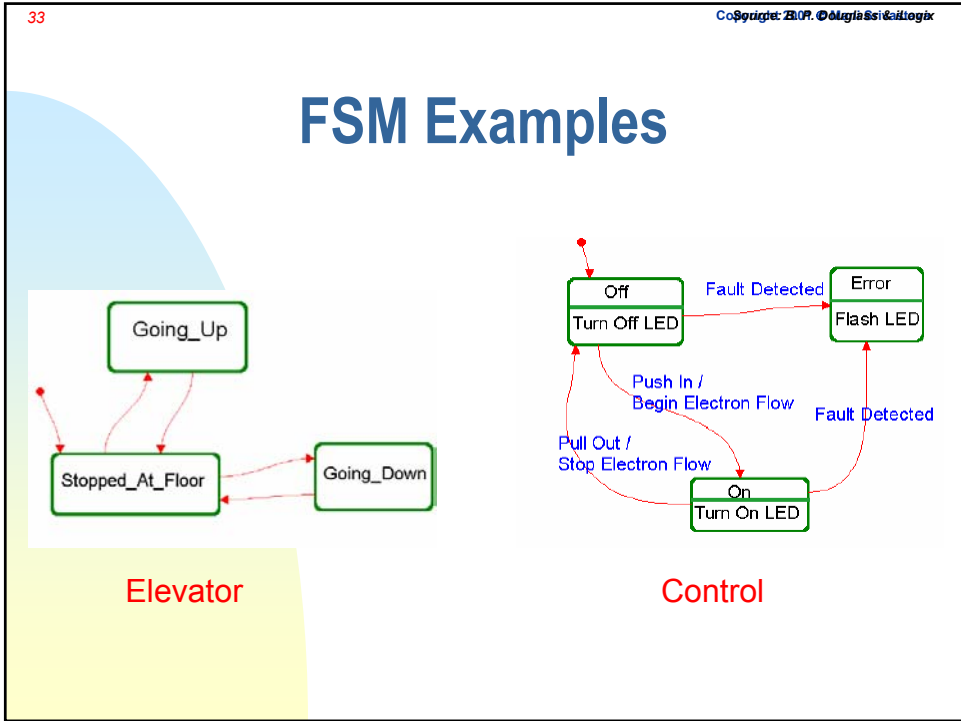 33
FSM Examples
Going_Up
Stopped_At_Floor
Going_Down
Elevator
Off
Turn Off LED
Fault Detected
Error
Flash LED
Push In /
Begin Electron Flow
Fault Detected
Pull Out /
Stop Electron Flow
On
Turn On LED
Control